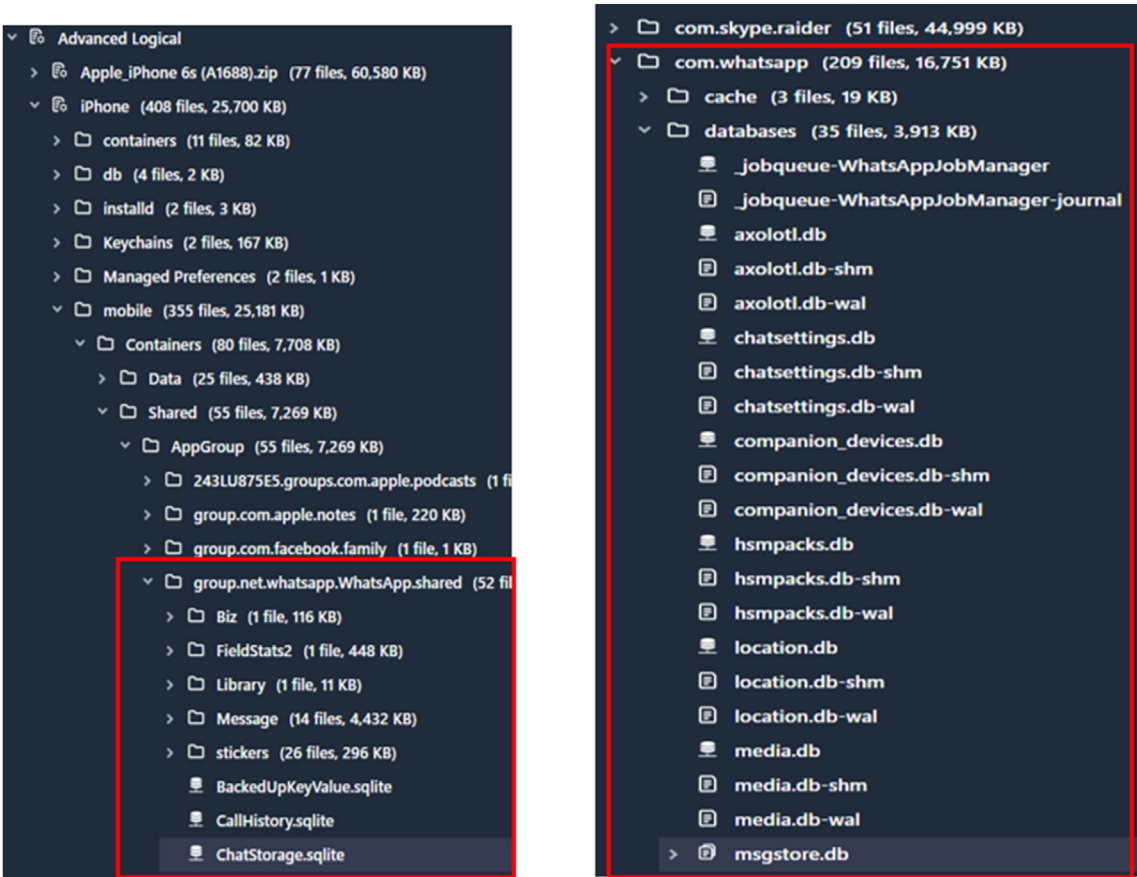 Advanced Logical
Apple_iPhone 6s (A1688).zip (77 files, 60,580 KB)
iPhone (408 files, 25,700 KB)
containers (11 files, 82 KB)
db (4 files, 2 KB)
installd (2 files, 3 KB)
Keychains (2 files, 167 KB)
Managed Preferences (2 files, 1 KB)
mobile (355 files, 25,181 KB)
Containers (80 files, 7,708 KB)
Data (25 files, 438 KB)
Shared (55 files, 7,269 KB)
AppGroup (55 files, 7,269 KB)
243LU875E5.groups.com.apple.podcasts (1 fi
group.com.apple.notes (1 file, 220 KB)
group.com.facebook.family (1 file, 1 KB)
group.net.whatsapp.WhatsApp.shared (52 fil
Biz (1 file, 116 KB)
FieldStats2 (1 file, 448 KB)
Library (1 file, 11 KB)
Message (14 files, 4,432 KB)
stickers (26 files, 296 KB)
BackedUpKeyValue.sqlite
CallHistory.sqlite
ChatStorage.sqlite
com.skype.raider (51 files, 44,999 KB)
com.whatsapp (209 files, 16,751 KB)
cache (3 files, 19 KB)
databases (35 files, 3,913 KB)
_jobqueue-WhatsAppJobManager
_jobqueue-WhatsAppJobManager-journal
axolotl.db
axolotl.db-shm
axolotl.db-wal
chatsettings.db
chatsettings.db-shm
chatsettings.db-wal
companion_devices.db
companion_devices.db-shm
companion_devices.db-wal
hsmpacks.db
hsmpacks.db-shm
hsmpacks.db-wal
location.db
location.db-shm
location.db-wal
media.db
media.db-shm
media.db-wal
msgstore.db